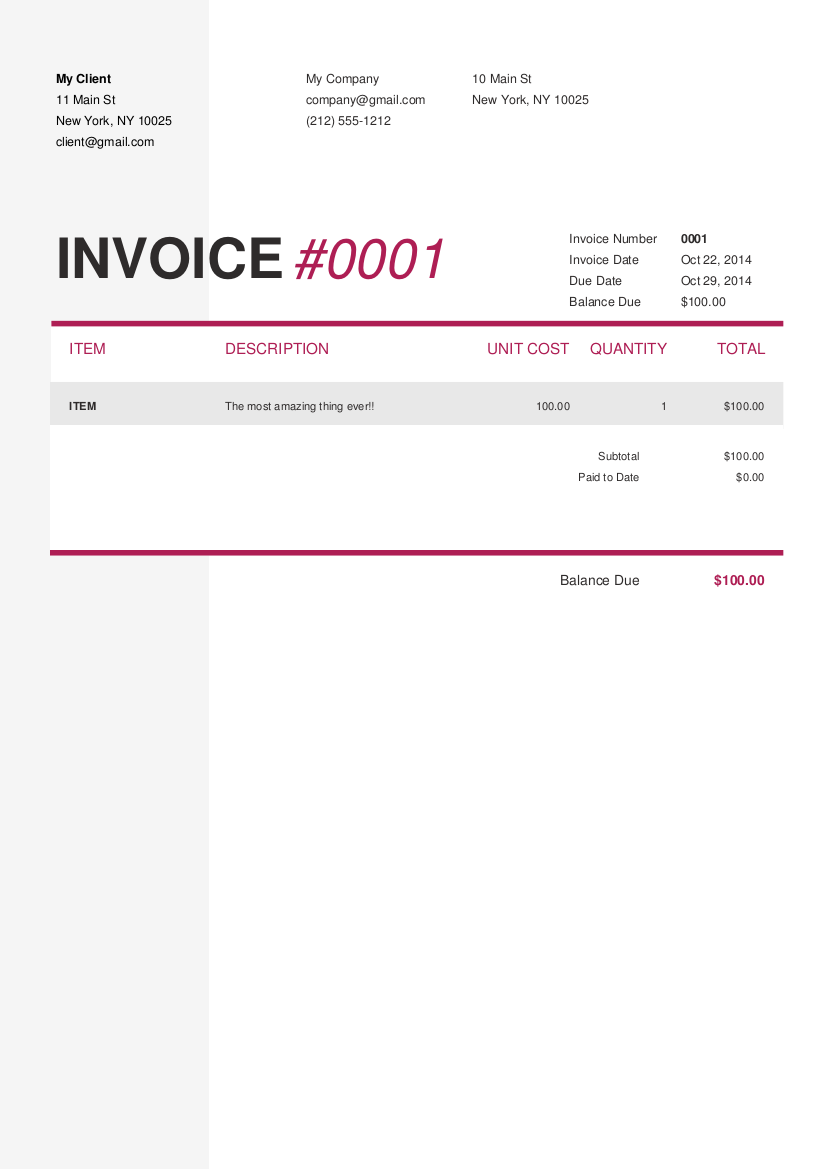 My Client
11 Main St
New York, NY 10025
client@gmail.com
My Company
company@gmail.com
(212) 555-1212
10 Main St
New York, NY 10025
INVOICE #0001
Invoice Number 0001
Invoice Date Oct 22, 2014
Due Date Oct 29, 2014
Balance Due $100.00
ITEM DESCRIPTION UNIT COST QUANTITY TOTAL
ITEM The most amazing thing ever!! 100.00 1 $100.00
Subtotal $100.00
Paid to Date $0.00
Balance Due $100.00